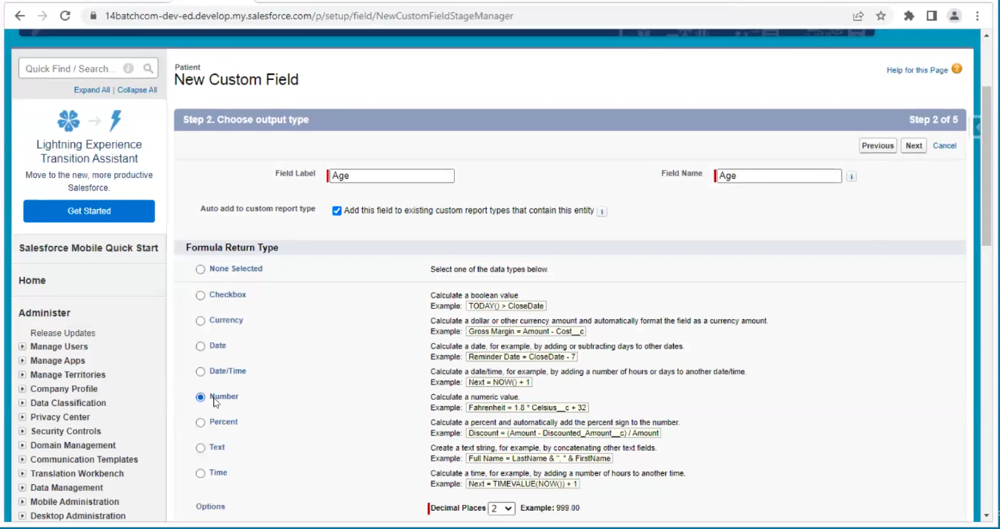 14batchcom-dev-ed.develop.my.salesforce.com/p/setup/field/NewCustomFieldStageManager
Quick Find / Search...
Expand All | Collapse All
Lightning Experience
Transition Assistant
Move to the new, more productive
Salesforce.
Get Started
Salesforce Mobile Quick Start
Home
Administer
Release Updates
Manage Users
Manage Apps
Manage Territories
Company Profile
Data Classification
Privacy Center
Security Controls
Domain Management
Communication Templates
Translation Workbench
Data Management
Mobile Administration
Desktop Administration
Patient
New Custom Field
Help for this Page
Step 2. Choose output type Step 2 of 5
Previous Next Cancel
Field Label Age Field Name Age
Auto add to custom report type Add this field to existing custom report types that contain this entity
Formula Return Type
None Selected Select one of the data types below.
Checkbox Calculate a boolean value
Example: TODAY() > CloseDate
Currency Calculate a dollar or other currency amount and automatically format the field as a currency amount.
Example: Gross Margin = Amount - Cost__c
Date Calculate a date, for example, by adding or subtracting days to other dates.
Example: Reminder Date = CloseDate - 7
Date/Time Calculate a date/time, for example, by adding a number of hours or days to another date/time.
Example: Next = NOW() + 1
Number Calculate a numeric value.
Example: Fahrenheit = 1.8 * Celsius__c + 32
Percent Calculate a percent and automatically add the percent sign to the number.
Example: Discount = (Amount - Discounted_Amount__c) / Amount
Text Create a text string, for example, by concatenating other text fields.
Example: Full Name = LastName & ", " & FirstName
Time Calculate a time, for example, by adding a number of hours to another time.
Example: Next = TIMEVALUE(NOW()) + 1
Options Decimal Places 2 Example: 999.00